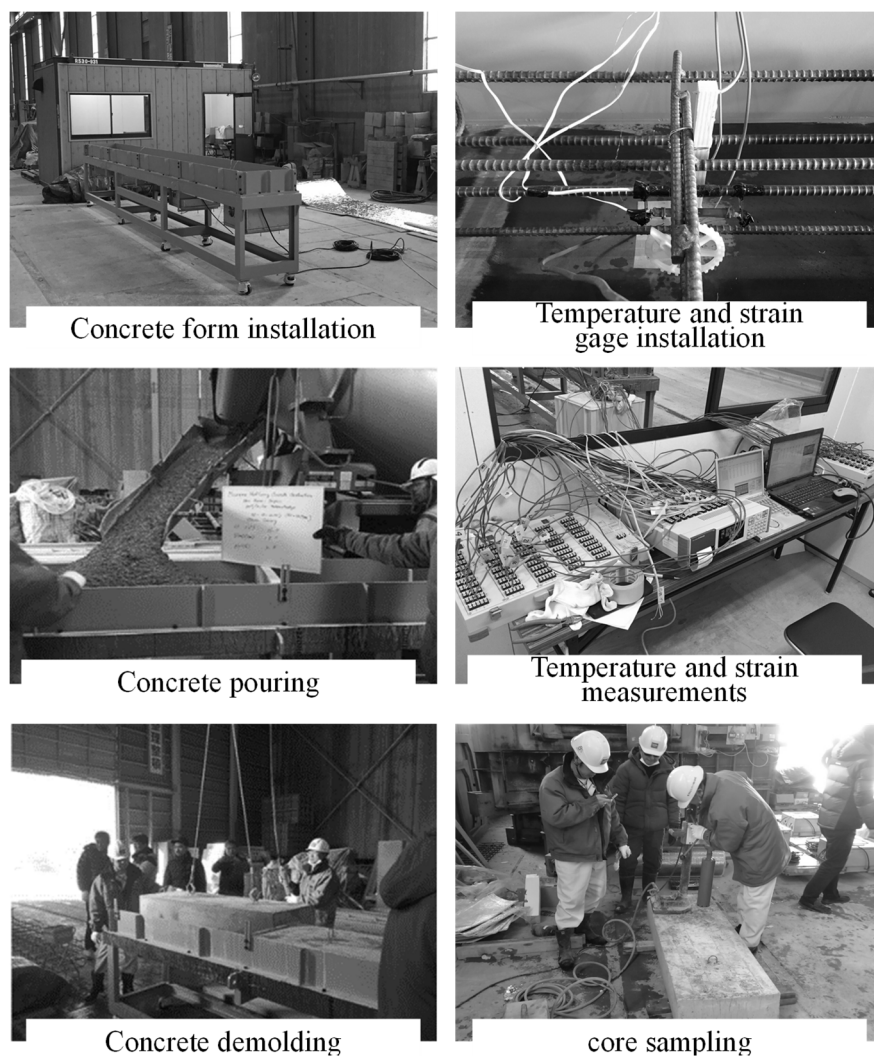 Concrete form installation
Temperature and strain
gage installation
Concrete pouring
Temperature and strain
measurements
Concrete demolding
core sampling